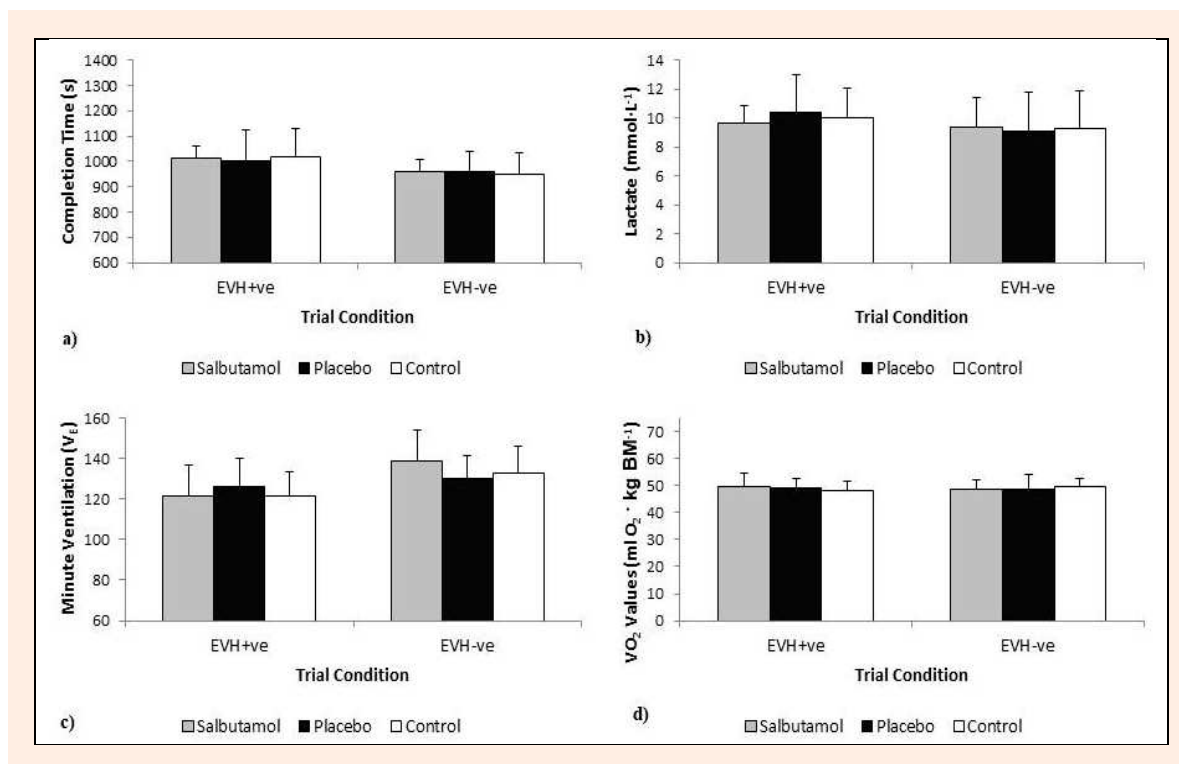 Completion Time (s)
1400
1300
1200
1100
1000
900
800
700
600
EVH+ve EVH-ve
Trial Condition
a)
Salbutamol Placebo Control
Lactate (mmol·L-1)
14
12
10
8
6
4
2
0
EVH+ve EVH-ve
Trial Condition
b)
Salbutamol Placebo Control
Minute Ventilation (VE)
160
140
120
100
80
60
EVH+ve EVH-ve
Trial Condition
c)
Salbutamol Placebo Control
VO2 Values (ml O2 · kg BM-1)
70
60
50
40
30
20
10
0
EVH+ve EVH-ve
Trial Condition
d)
Salbutamol Placebo Control